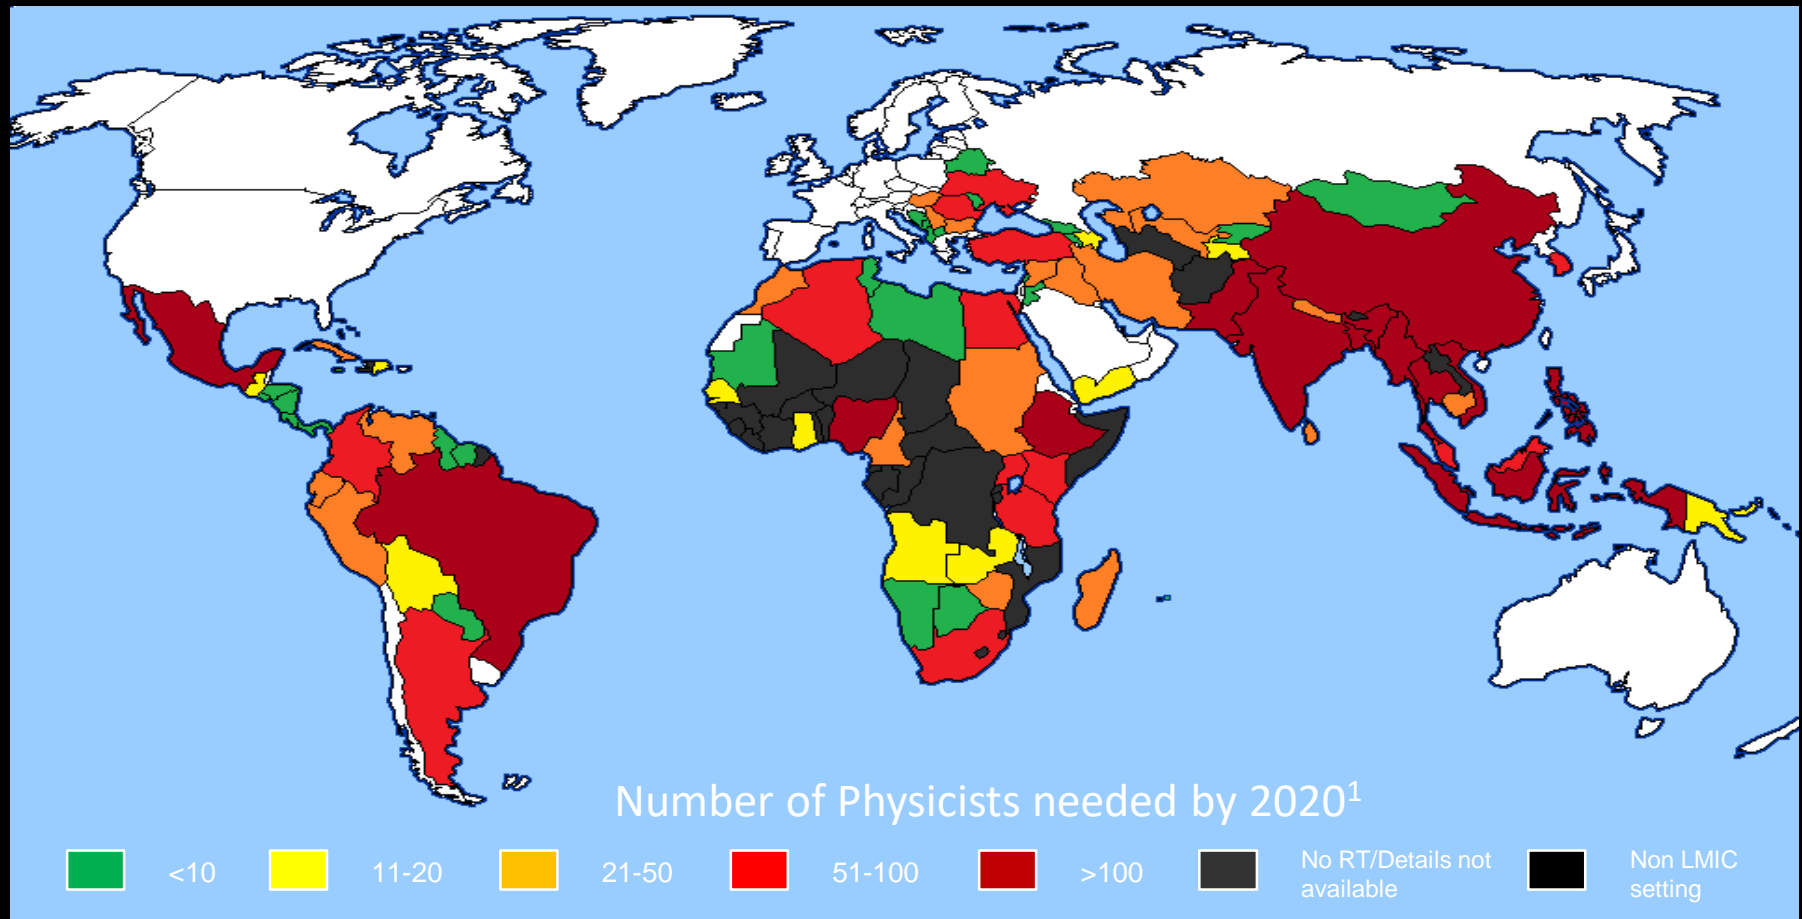 Number of Physicists needed by 2020¹
<10
11-20
21-50
51-100
>100
No RT/Details not
available
Non LMIC
setting